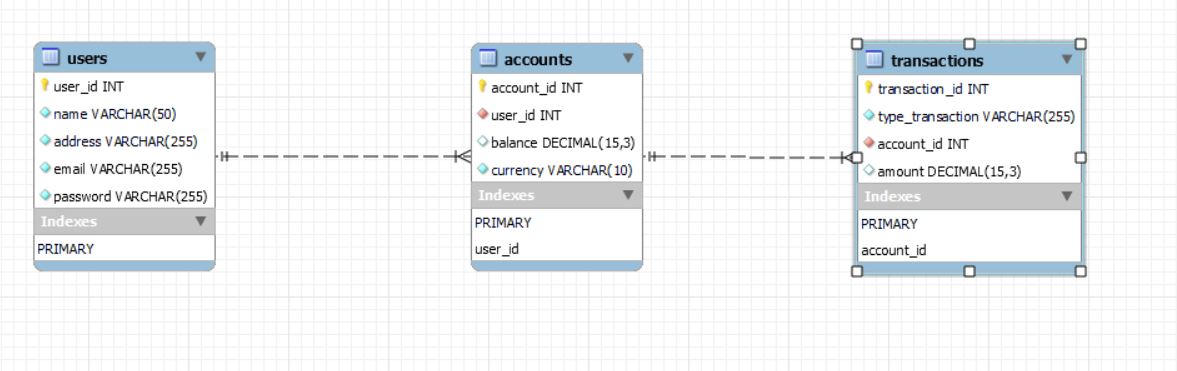 users
user_id INT
name VARCHAR(50)
address VARCHAR(255)
email VARCHAR(255)
password VARCHAR(255)
Indexes
PRIMARY
accounts
account_id INT
user_id INT
balance DECIMAL(15,3)
currency VARCHAR(10)
Indexes
PRIMARY
user_id
transactions
transaction_id INT
type_transaction VARCHAR(255)
account_id INT
amount DECIMAL(15,3)
Indexes
PRIMARY
account_id